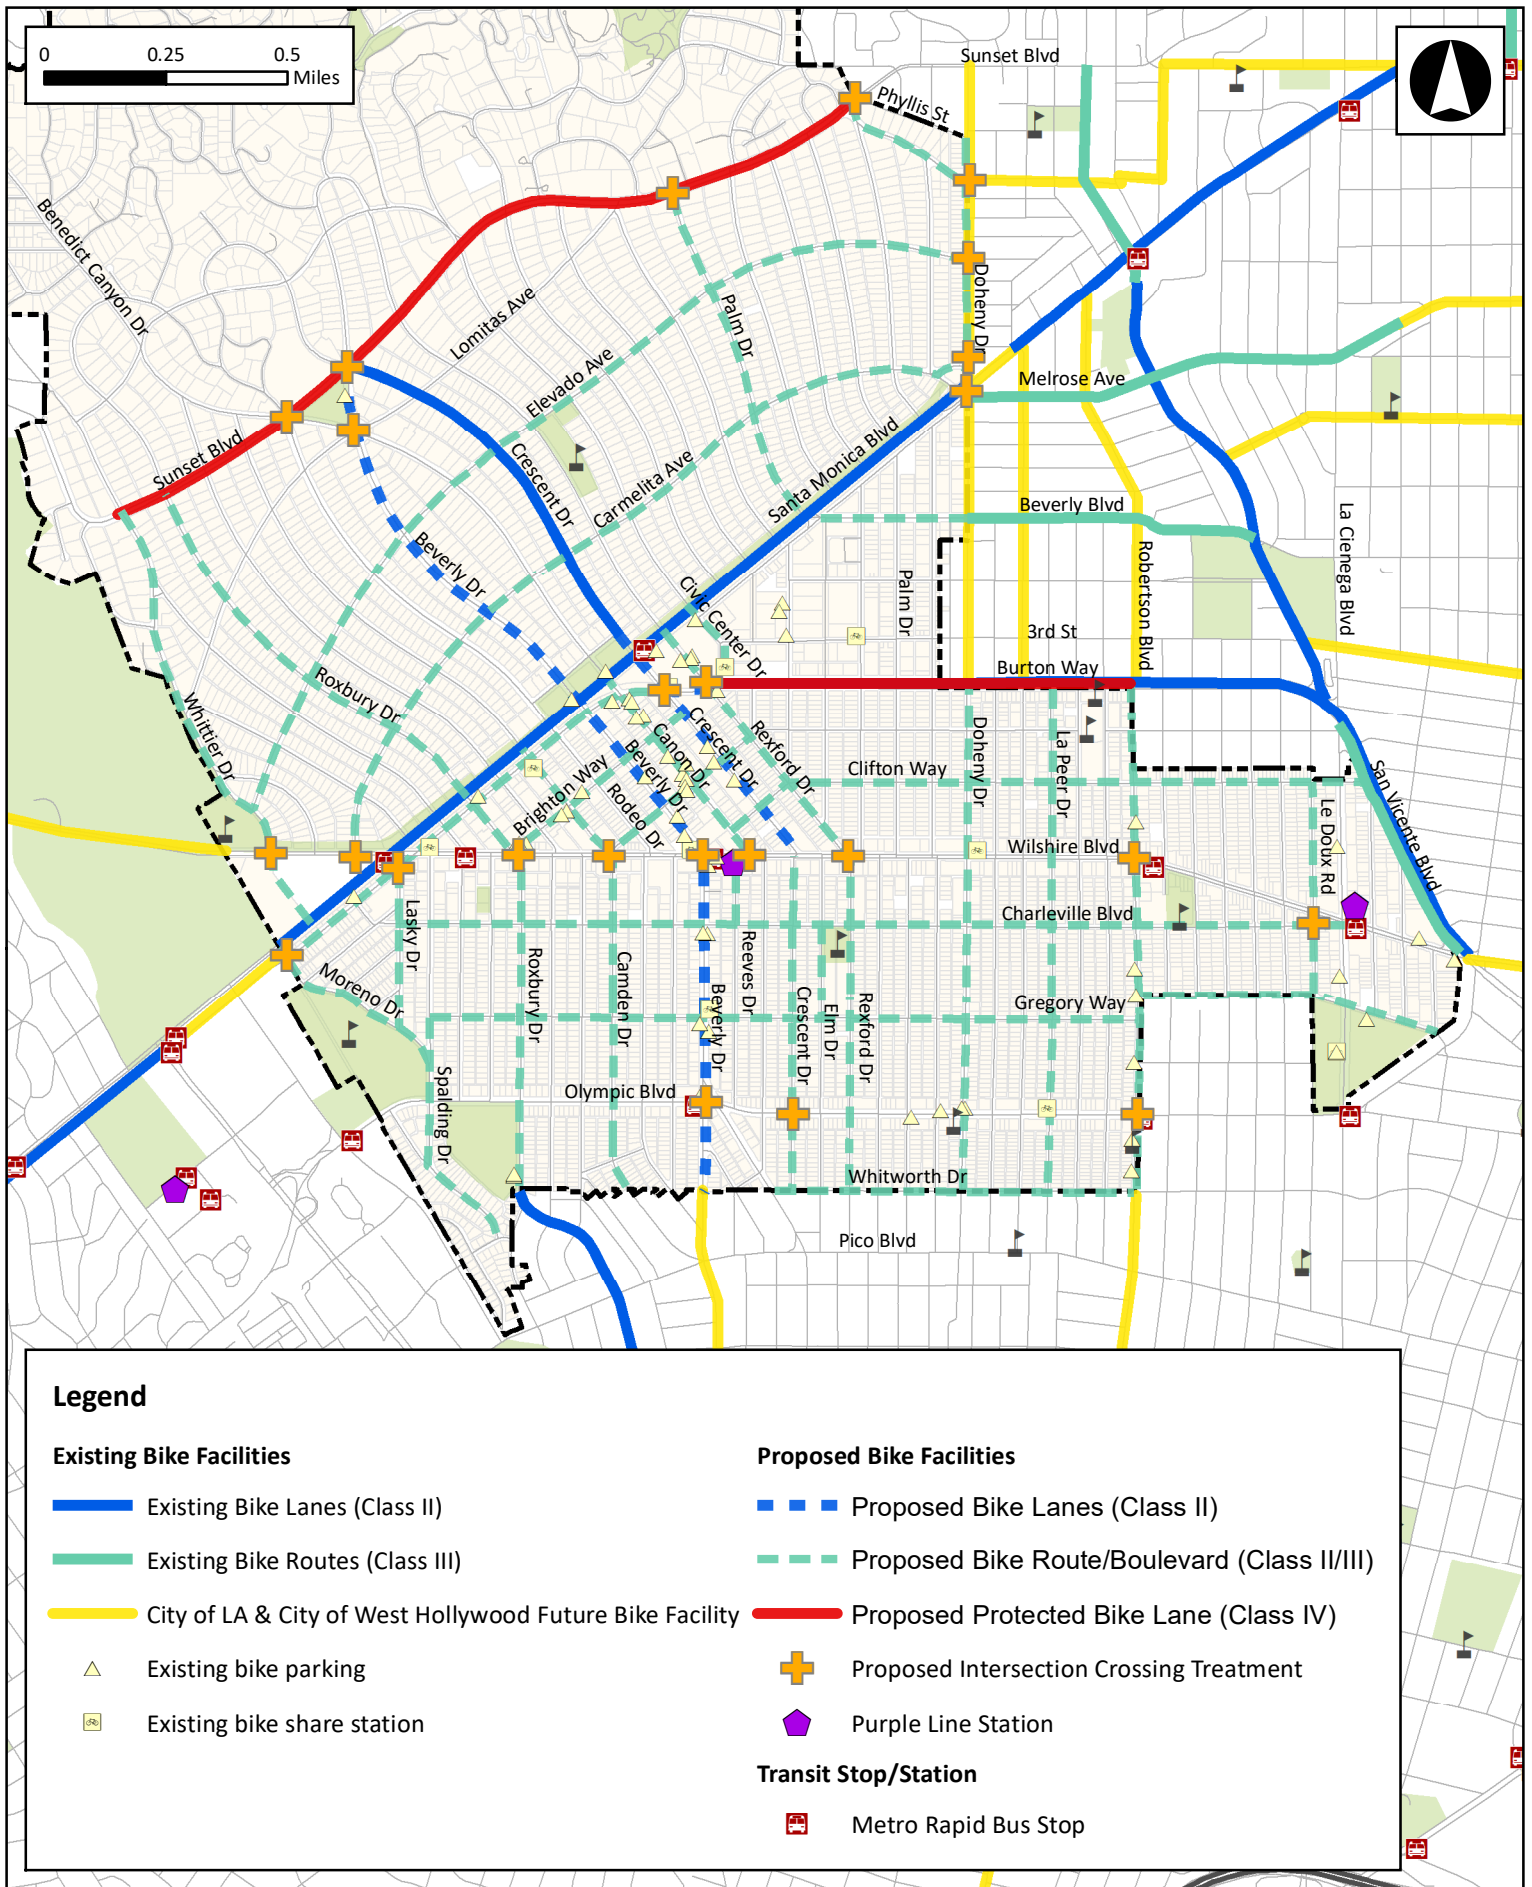 0 0.25 0.5
Miles
Sunset Blvd
Phyllis St
Benedict Canyon Dr
Lomitas Ave
Palm Dr
Doheny Dr
Elevado Ave
Melrose Ave
Sunset Blvd
Crescent Dr
Carmelita Ave
Santa Monica Blvd
Beverly Blvd
La Cienega Blvd
Beverly Dr
Robertson Blvd
Palm Dr
Civic Center Dr
3rd St
Burton Way
Roxbury Dr
Whittier Dr
Crescent Dr
Rexford Dr
Canon Dr
Beverly Dr
Doheny Dr
La Peer Dr
Clifton Way
San Vicente Blvd
Brighton Way
Rodeo Dr
Le Doux Rd
Wilshire Blvd
Charleville Blvd
Lasky Dr
Moreno Dr
Roxbury Dr
Camden Dr
Reeves Dr
Beverly Dr
Crescent Dr
Elm Dr
Rexford Dr
Gregory Way
Spalding Dr
Olympic Blvd
Whitworth Dr
Pico Blvd
Legend
Existing Bike Facilities
Existing Bike Lanes (Class II)
Existing Bike Routes (Class III)
City of LA & City of West Hollywood Future Bike Facility
Existing bike parking
Existing bike share station
Proposed Bike Facilities
Proposed Bike Lanes (Class II)
Proposed Bike Route/Boulevard (Class II/III)
Proposed Protected Bike Lane (Class IV)
Proposed Intersection Crossing Treatment
Purple Line Station
Transit Stop/Station
Metro Rapid Bus Stop